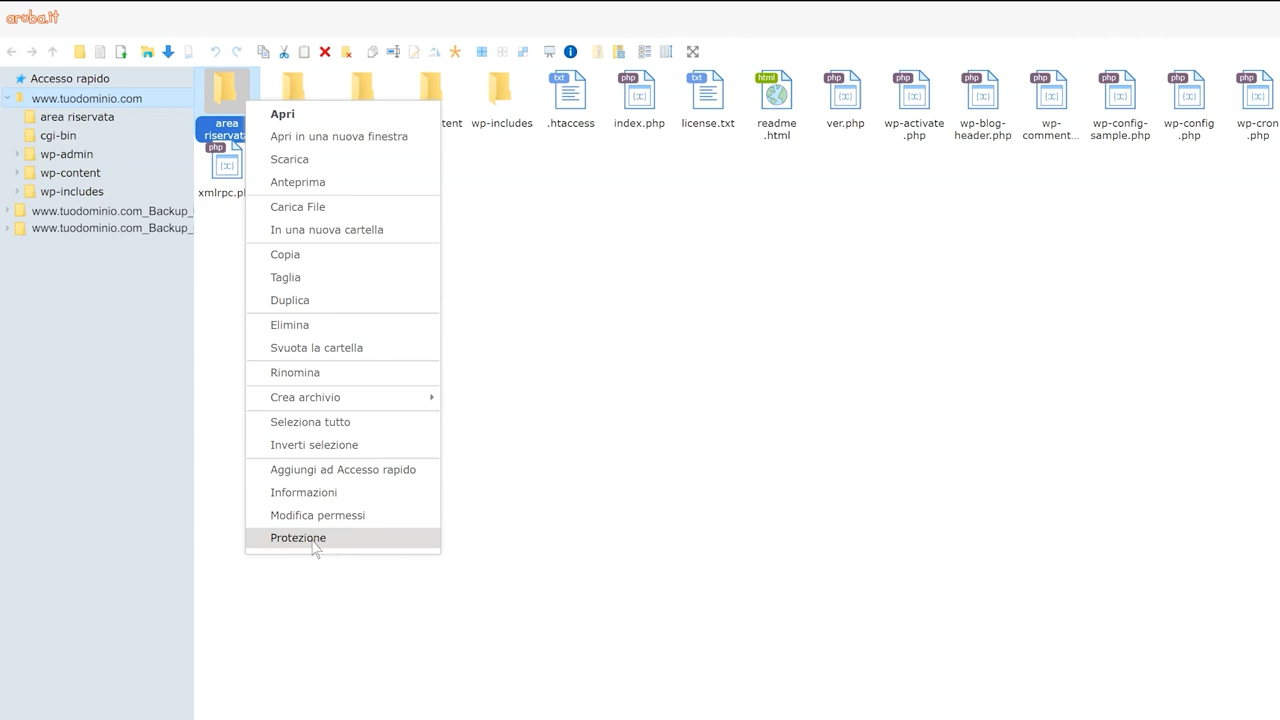 aruba.it
Accesso rapido
www.tuodominio.com
area riservata
cgi-bin
wp-admin
wp-content
wp-includes
www.tuodominio.com_Backup_
www.tuodominio.com_Backup_
area
riservata
tent
wp-includes
txt
.htaccess
php
index.php
txt
license.txt
html
readme
.html
php
ver.php
php
wp-activate
.php
php
wp-blog-
header.php
php
wp-
comment...
php
wp-config-
sample.php
php
wp-config
.php
php
wp-cron
.php
php
xmlrpc.p
Apri
Apri in una nuova finestra
Scarica
Anteprima
Carica File
In una nuova cartella
Copia
Taglia
Duplica
Elimina
Svuota la cartella
Rinomina
Crea archivio
Seleziona tutto
Inverti selezione
Aggiungi ad Accesso rapido
Informazioni
Modifica permessi
Protezione